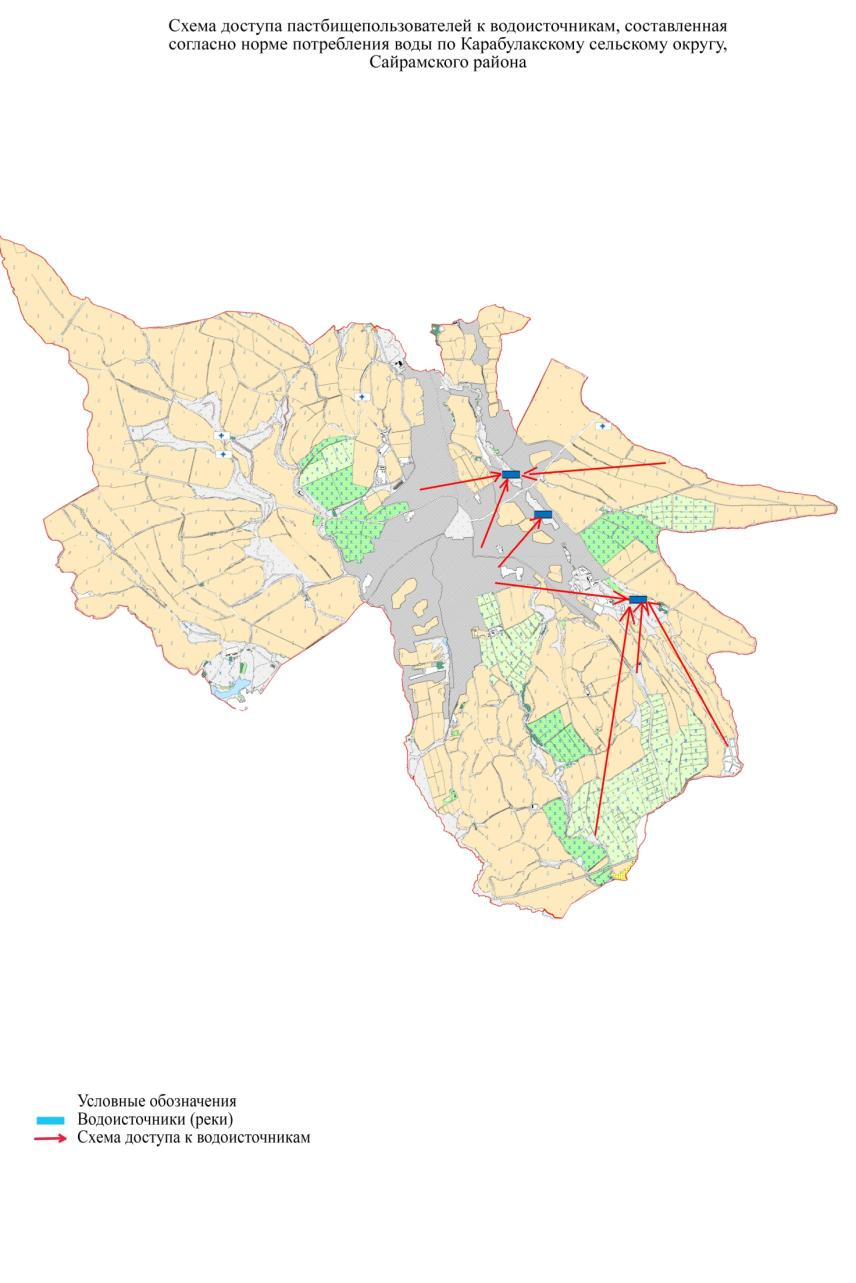 Схема доступа пастбищепользователей к водоисточникам, составленная
согласно норме потребления воды по Карабулакскому сельскому округу,
Сайрамского района
Условные обозначения
Водоисточники (реки)
Схема доступа к водоисточникам